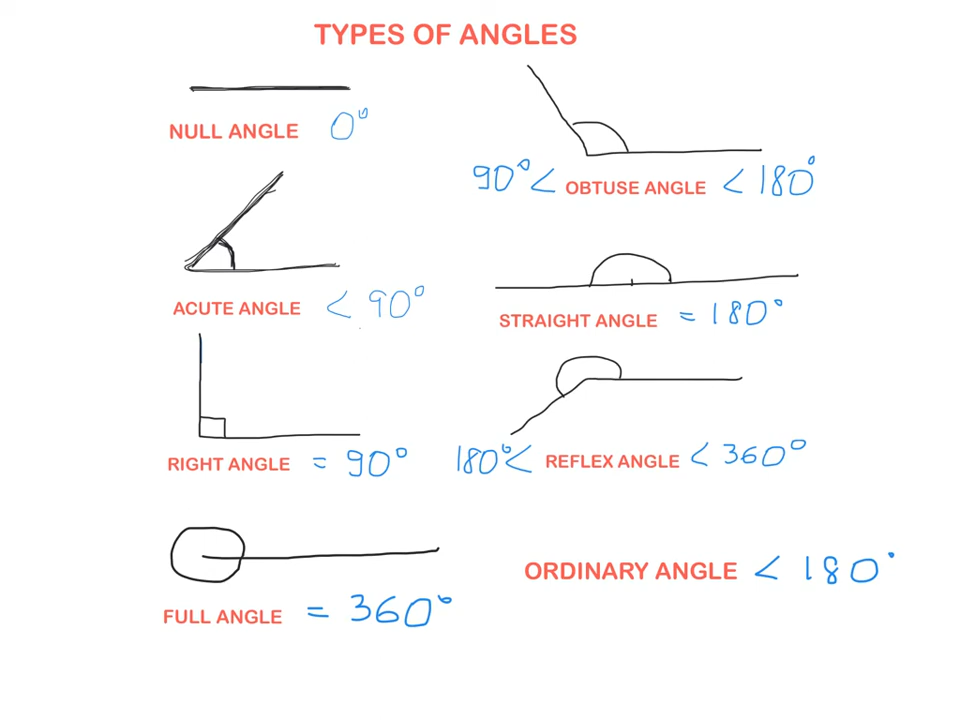 TYPES OF ANGLES
NULL ANGLE 0°
ACUTE ANGLE < 90°
RIGHT ANGLE = 90°
FULL ANGLE = 360°
90° < OBTUSE ANGLE < 180°
STRAIGHT ANGLE = 180°
180° < REFLEX ANGLE < 360°
ORDINARY ANGLE < 180°